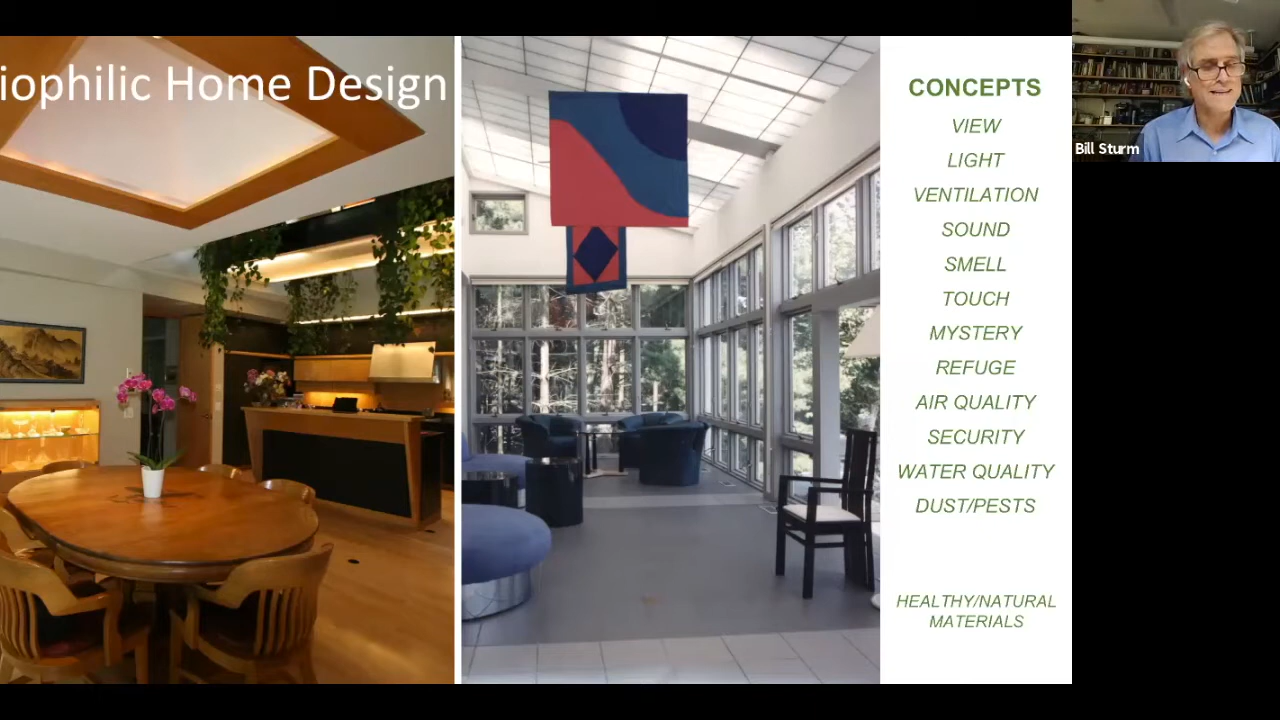 iophilic Home Design
CONCEPTS
VIEW
LIGHT
VENTILATION
SOUND
SMELL
TOUCH
MYSTERY
REFUGE
AIR QUALITY
SECURITY
WATER QUALITY
DUST/PESTS
HEALTHY/NATURAL
MATERIALS
Bill Sturm